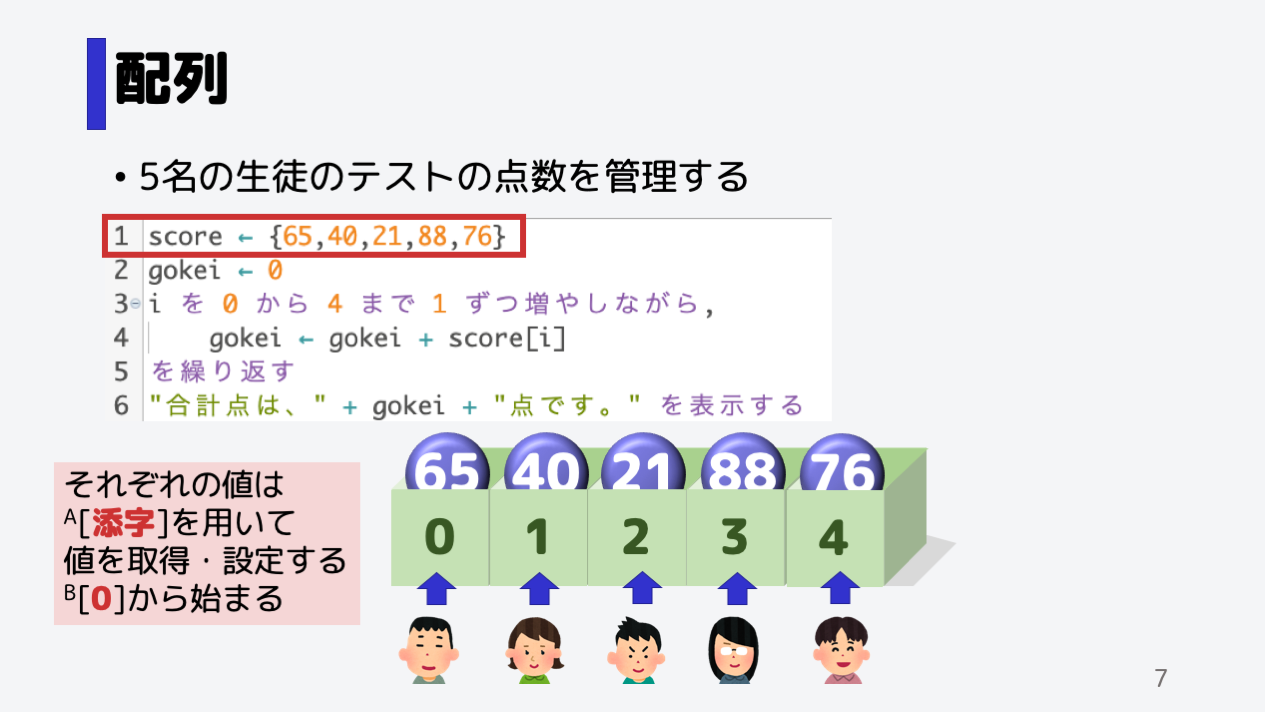 配列
• 5名の生徒のテストの点数を管理する
1 score ← {65,40,21,88,76}
2 gokei ← 0
3 i を 0 から 4 まで 1 ずつ増やしながら,
4 gokei ← gokei + score[i]
5 を繰り返す
6 "合計点は、" + gokei + "点です。" を表示する
それぞれの値は
A[添字]を用いて
値を取得・設定する
B[0]から始まる
65 40 21 88 76
0 1 2 3 4
7